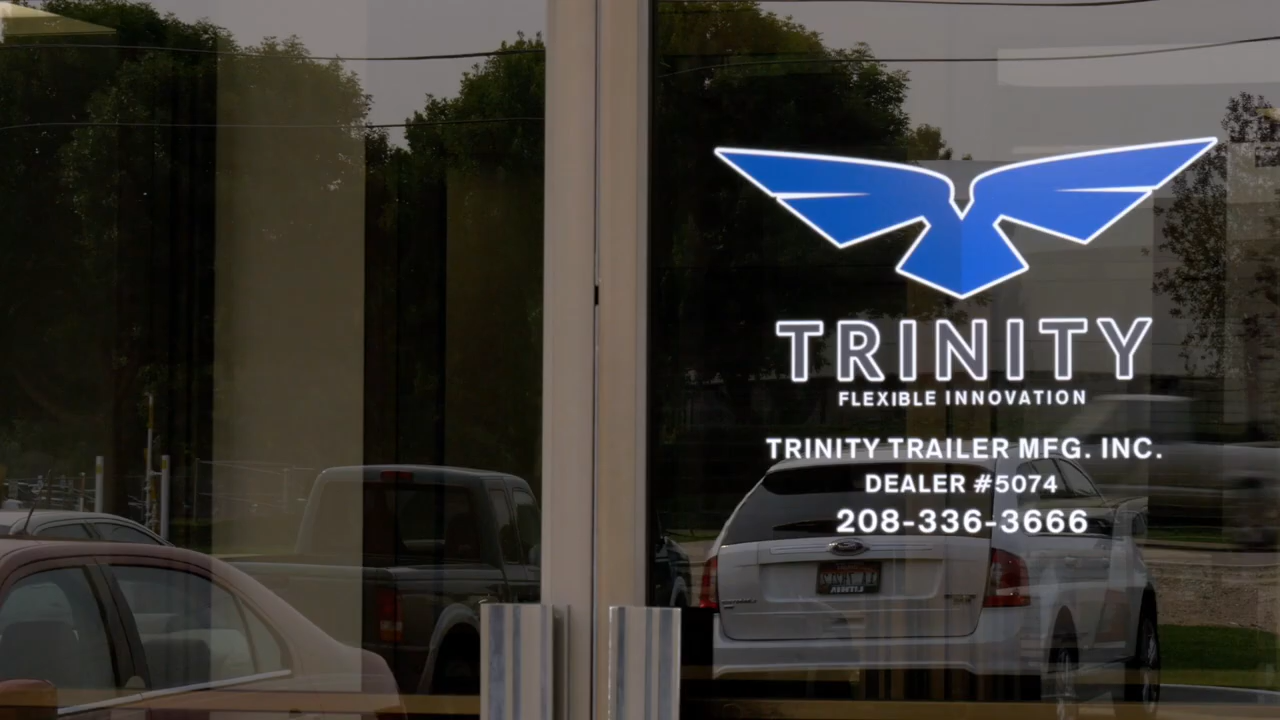 TRINITY
FLEXIBLE INNOVATION
TRINITY TRAILER MFG. INC.
DEALER #5074
208-336-3666